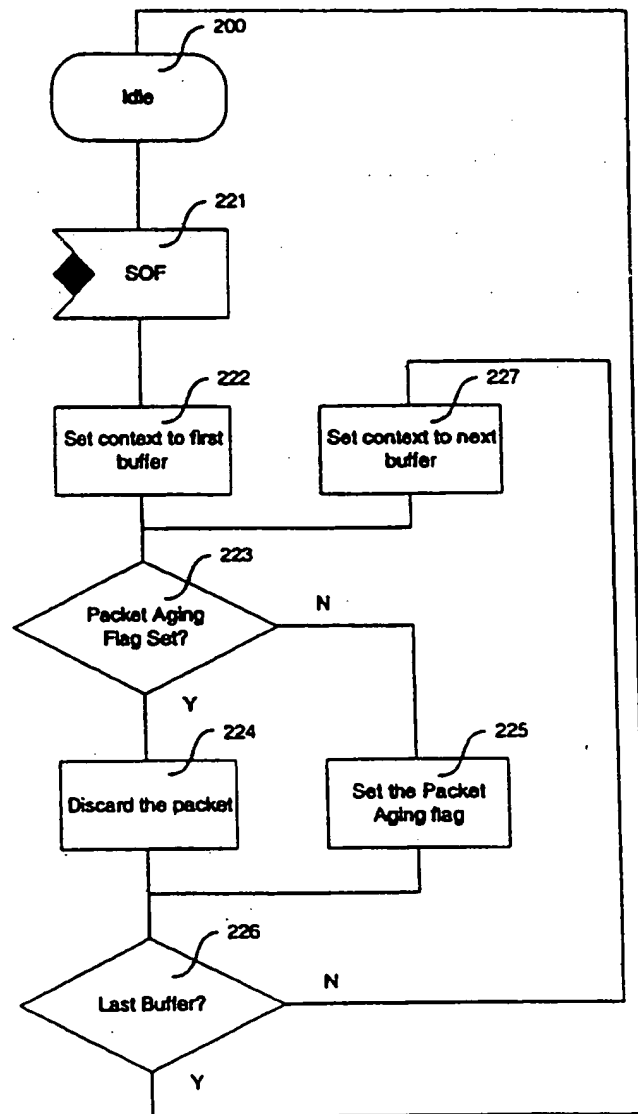 200
Idle
221
SOF
222
Set context to first
buffer
227
Set context to next
buffer
223
Packet Aging
Flag Set?
N
Y
224
Discard the packet
225
Set the Packet
Aging flag
226
Last Buffer?
N
Y